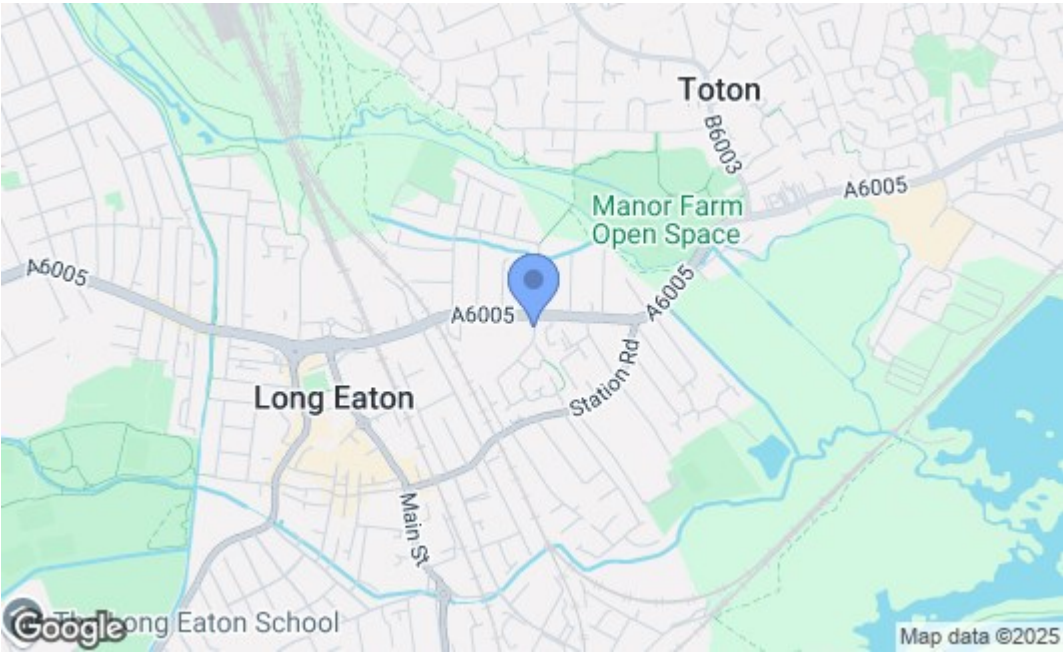 Toton
B6003
A6005
Manor Farm
Open Space
A6005
A6005
A6005
Station Rd
Long Eaton
Main St
Long Eaton School
Google
Map data ©2025